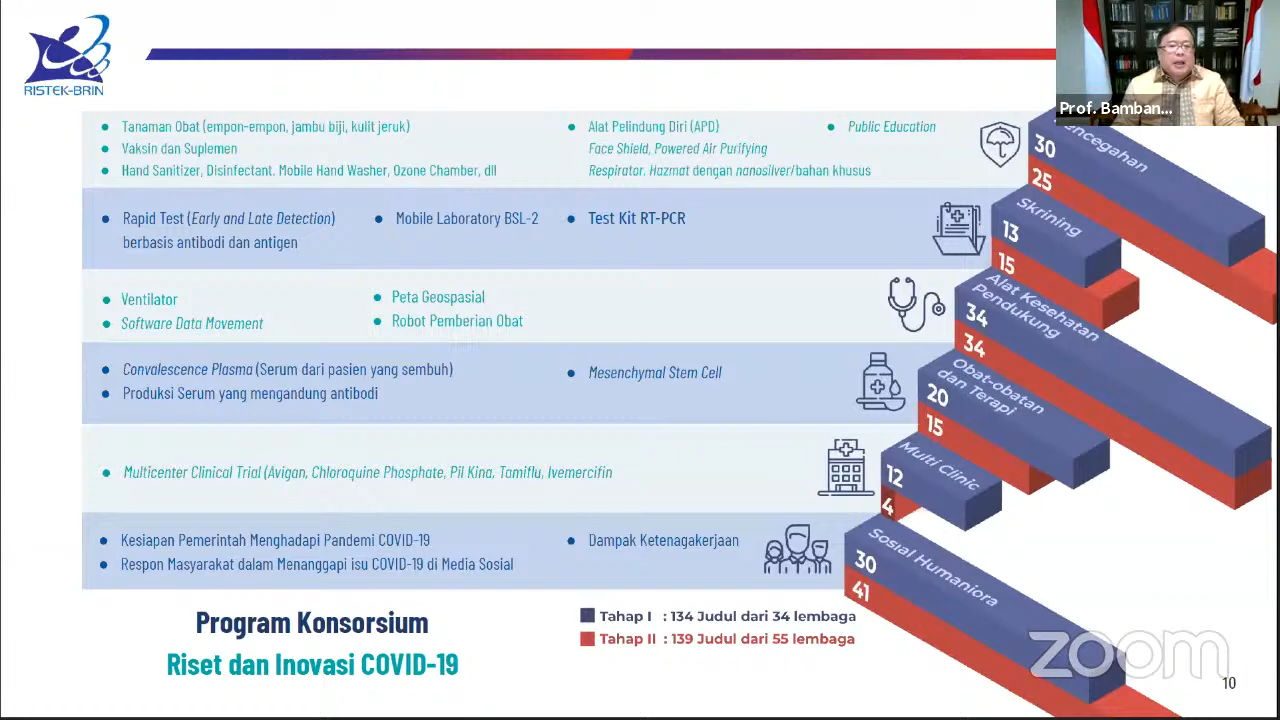 RISTEK-BRIN
Prof. Bamban...
Tanaman Obat (empon-empon, jambu biji, kulit jeruk)
Vaksin dan Suplemen
Hand Sanitizer, Disinfectant. Mobile Hand Washer, Ozone Chamber, dll
Alat Pelindung Diri (APD)
Face Shield, Powered Air Purifying
Respirator. Hazmat dengan nanosilver/bahan khusus
Public Education
30
25
Rapid Test (Early and Late Detection)
berbasis antibodi dan antigen
Mobile Laboratory BSL-2
Test Kit RT-PCR
Skrining
13
15
Ventilator
Software Data Movement
Peta Geospasial
Robot Pemberian Obat
Alat Kesehatan
Pendukung
34
34
Convalescence Plasma (Serum dari pasien yang sembuh)
Produksi Serum yang mengandung antibodi
Mesenchymal Stem Cell
Obat-obatan
dan Terapi
20
15
Multicenter Clinical Trial (Avigan, Chloroquine Phosphate, Pil Kina. Tamiflu, Ivemercifin
Multi Clinic
12
4
Kesiapan Pemerintah Menghadapi Pandemi COVID-19
Respon Masyarakat dalam Menanggapi isu COVID-19 di Media Sosial
Dampak Ketenagakerjaan
Sosial Humaniora
30
41
Program Konsorsium
Riset dan Inovasi COVID-19
Tahap I : 134 Judul dari 34 lembaga
Tahap II : 139 Judul dari 55 lembaga
zoom
10